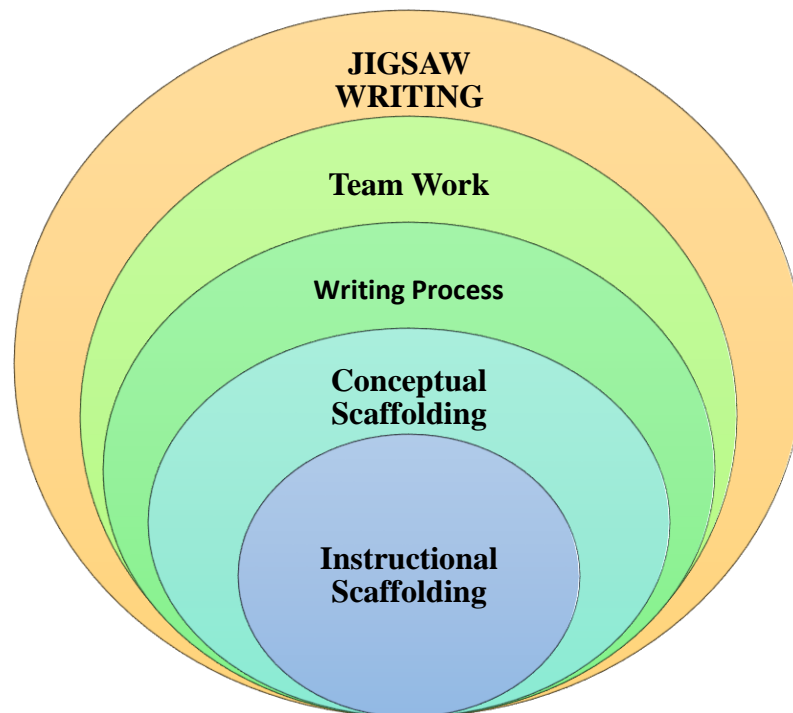 JIGSAW
WRITING
Team Work
Writing Process
Conceptual
Scaffolding
Instructional
Scaffolding